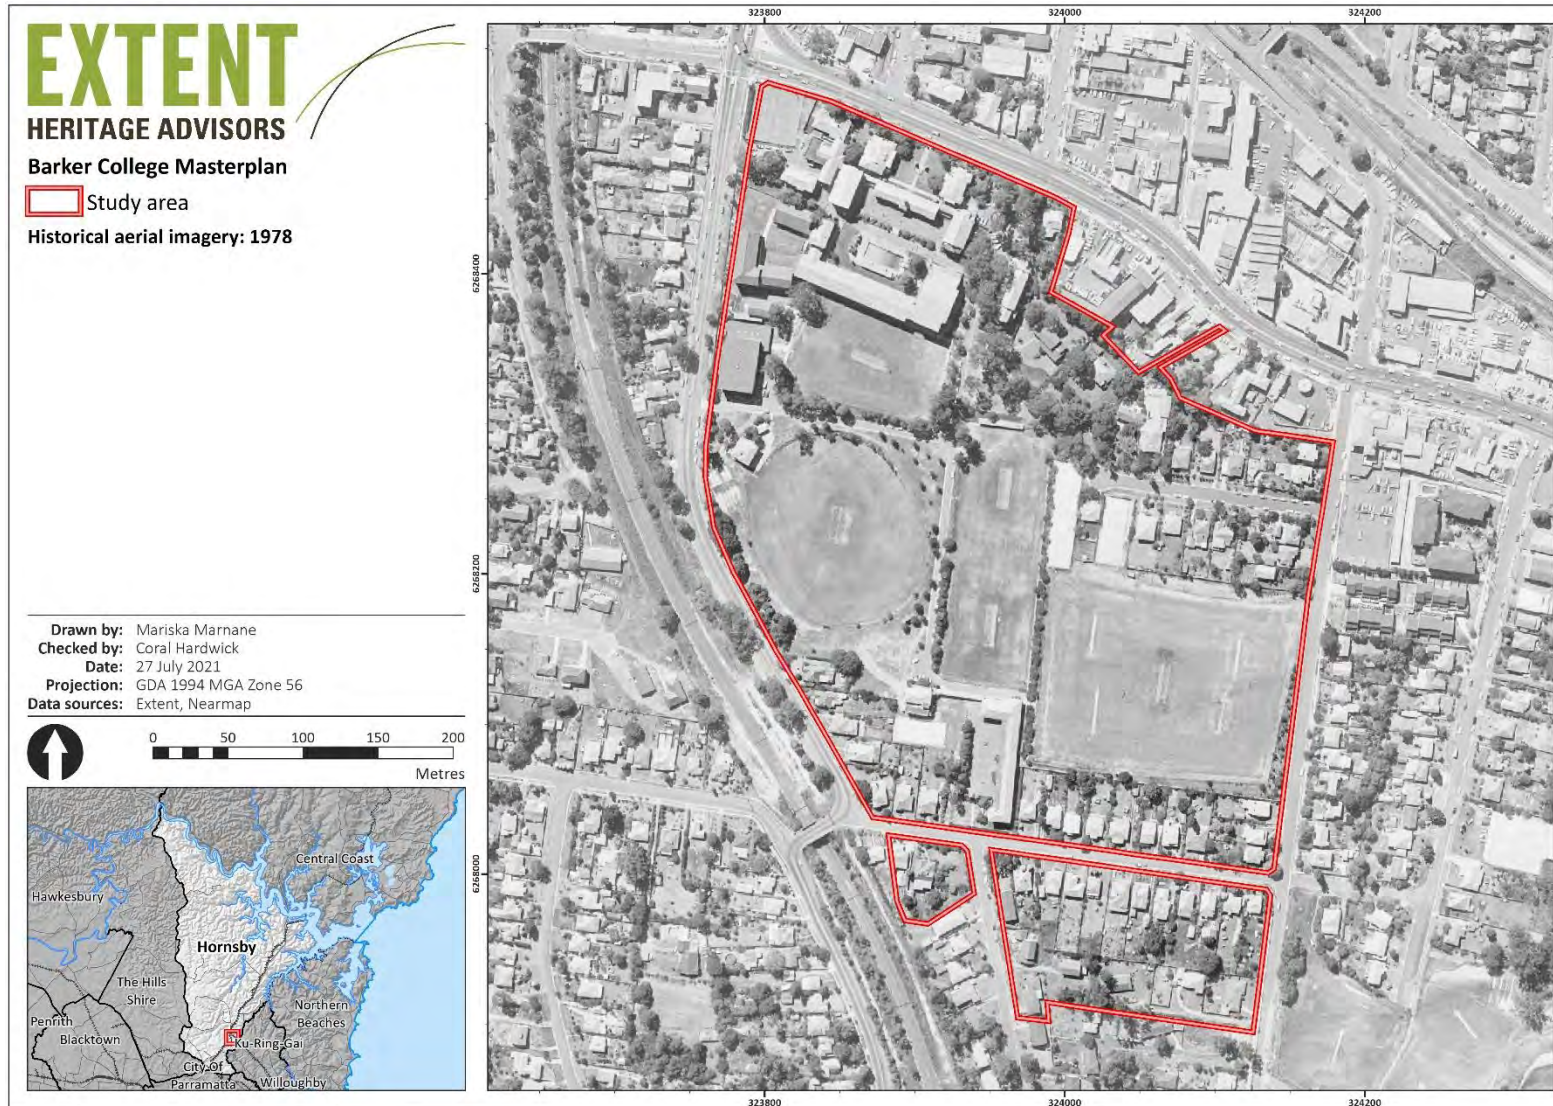 EXTENT
HERITAGE ADVISORS
Barker College Masterplan
Study area
Historical aerial imagery: 1978
Drawn by: Mariska Marnane
Checked by: Coral Hardwick
Date: 27 July 2021
Projection: GDA 1994 MGA Zone 56
Data sources: Extent, Nearmap
0 50 100 150 200
Metres
Central Coast
Hawkesbury
Hornsby
The Hills
Shire
Northern
Beaches
Penrith
Blacktown
Ku-Ring-Gai
City Of
Parramatta
Willoughby
323800 324000 324200
6268400
6268200
6268000
323800 324000 324200